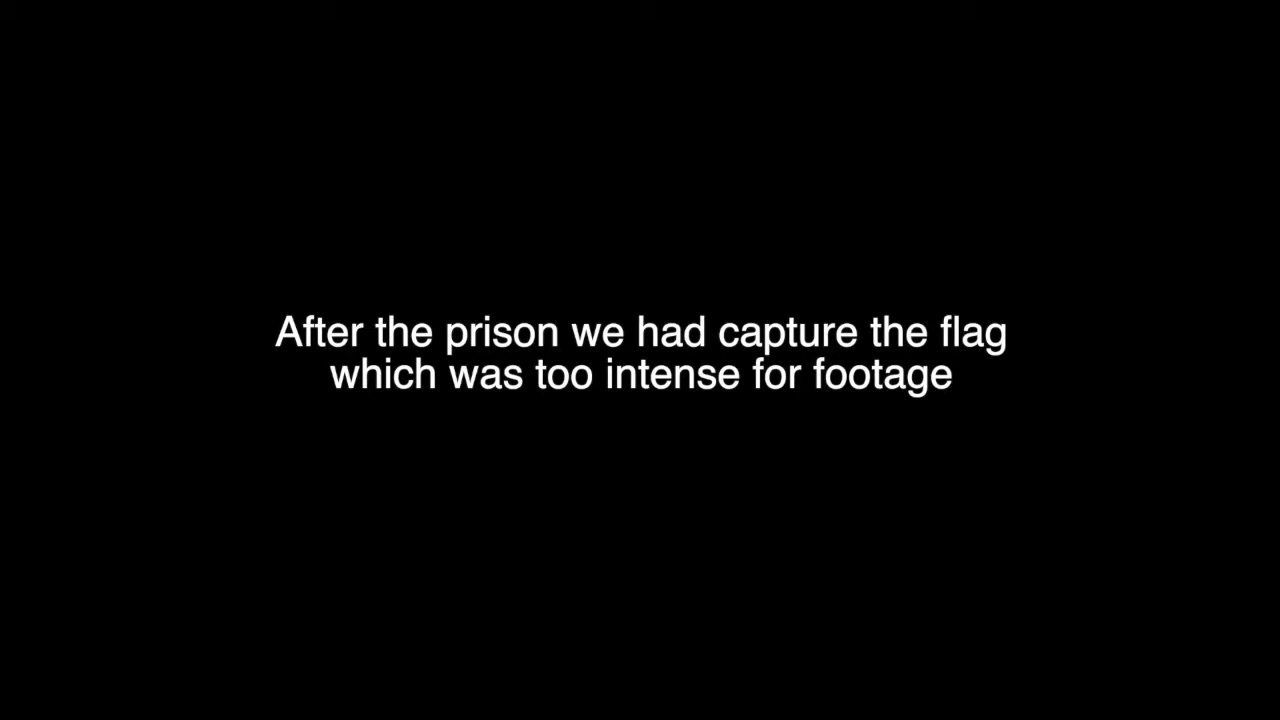 After the prison we had capture the flag
which was too intense for footage